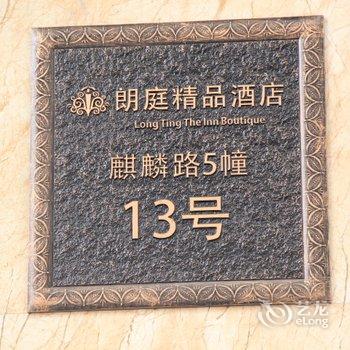 朗庭精品酒店
Long Ting The Inn Boutique
麒麟路5幢
13号
艺龙
eLong